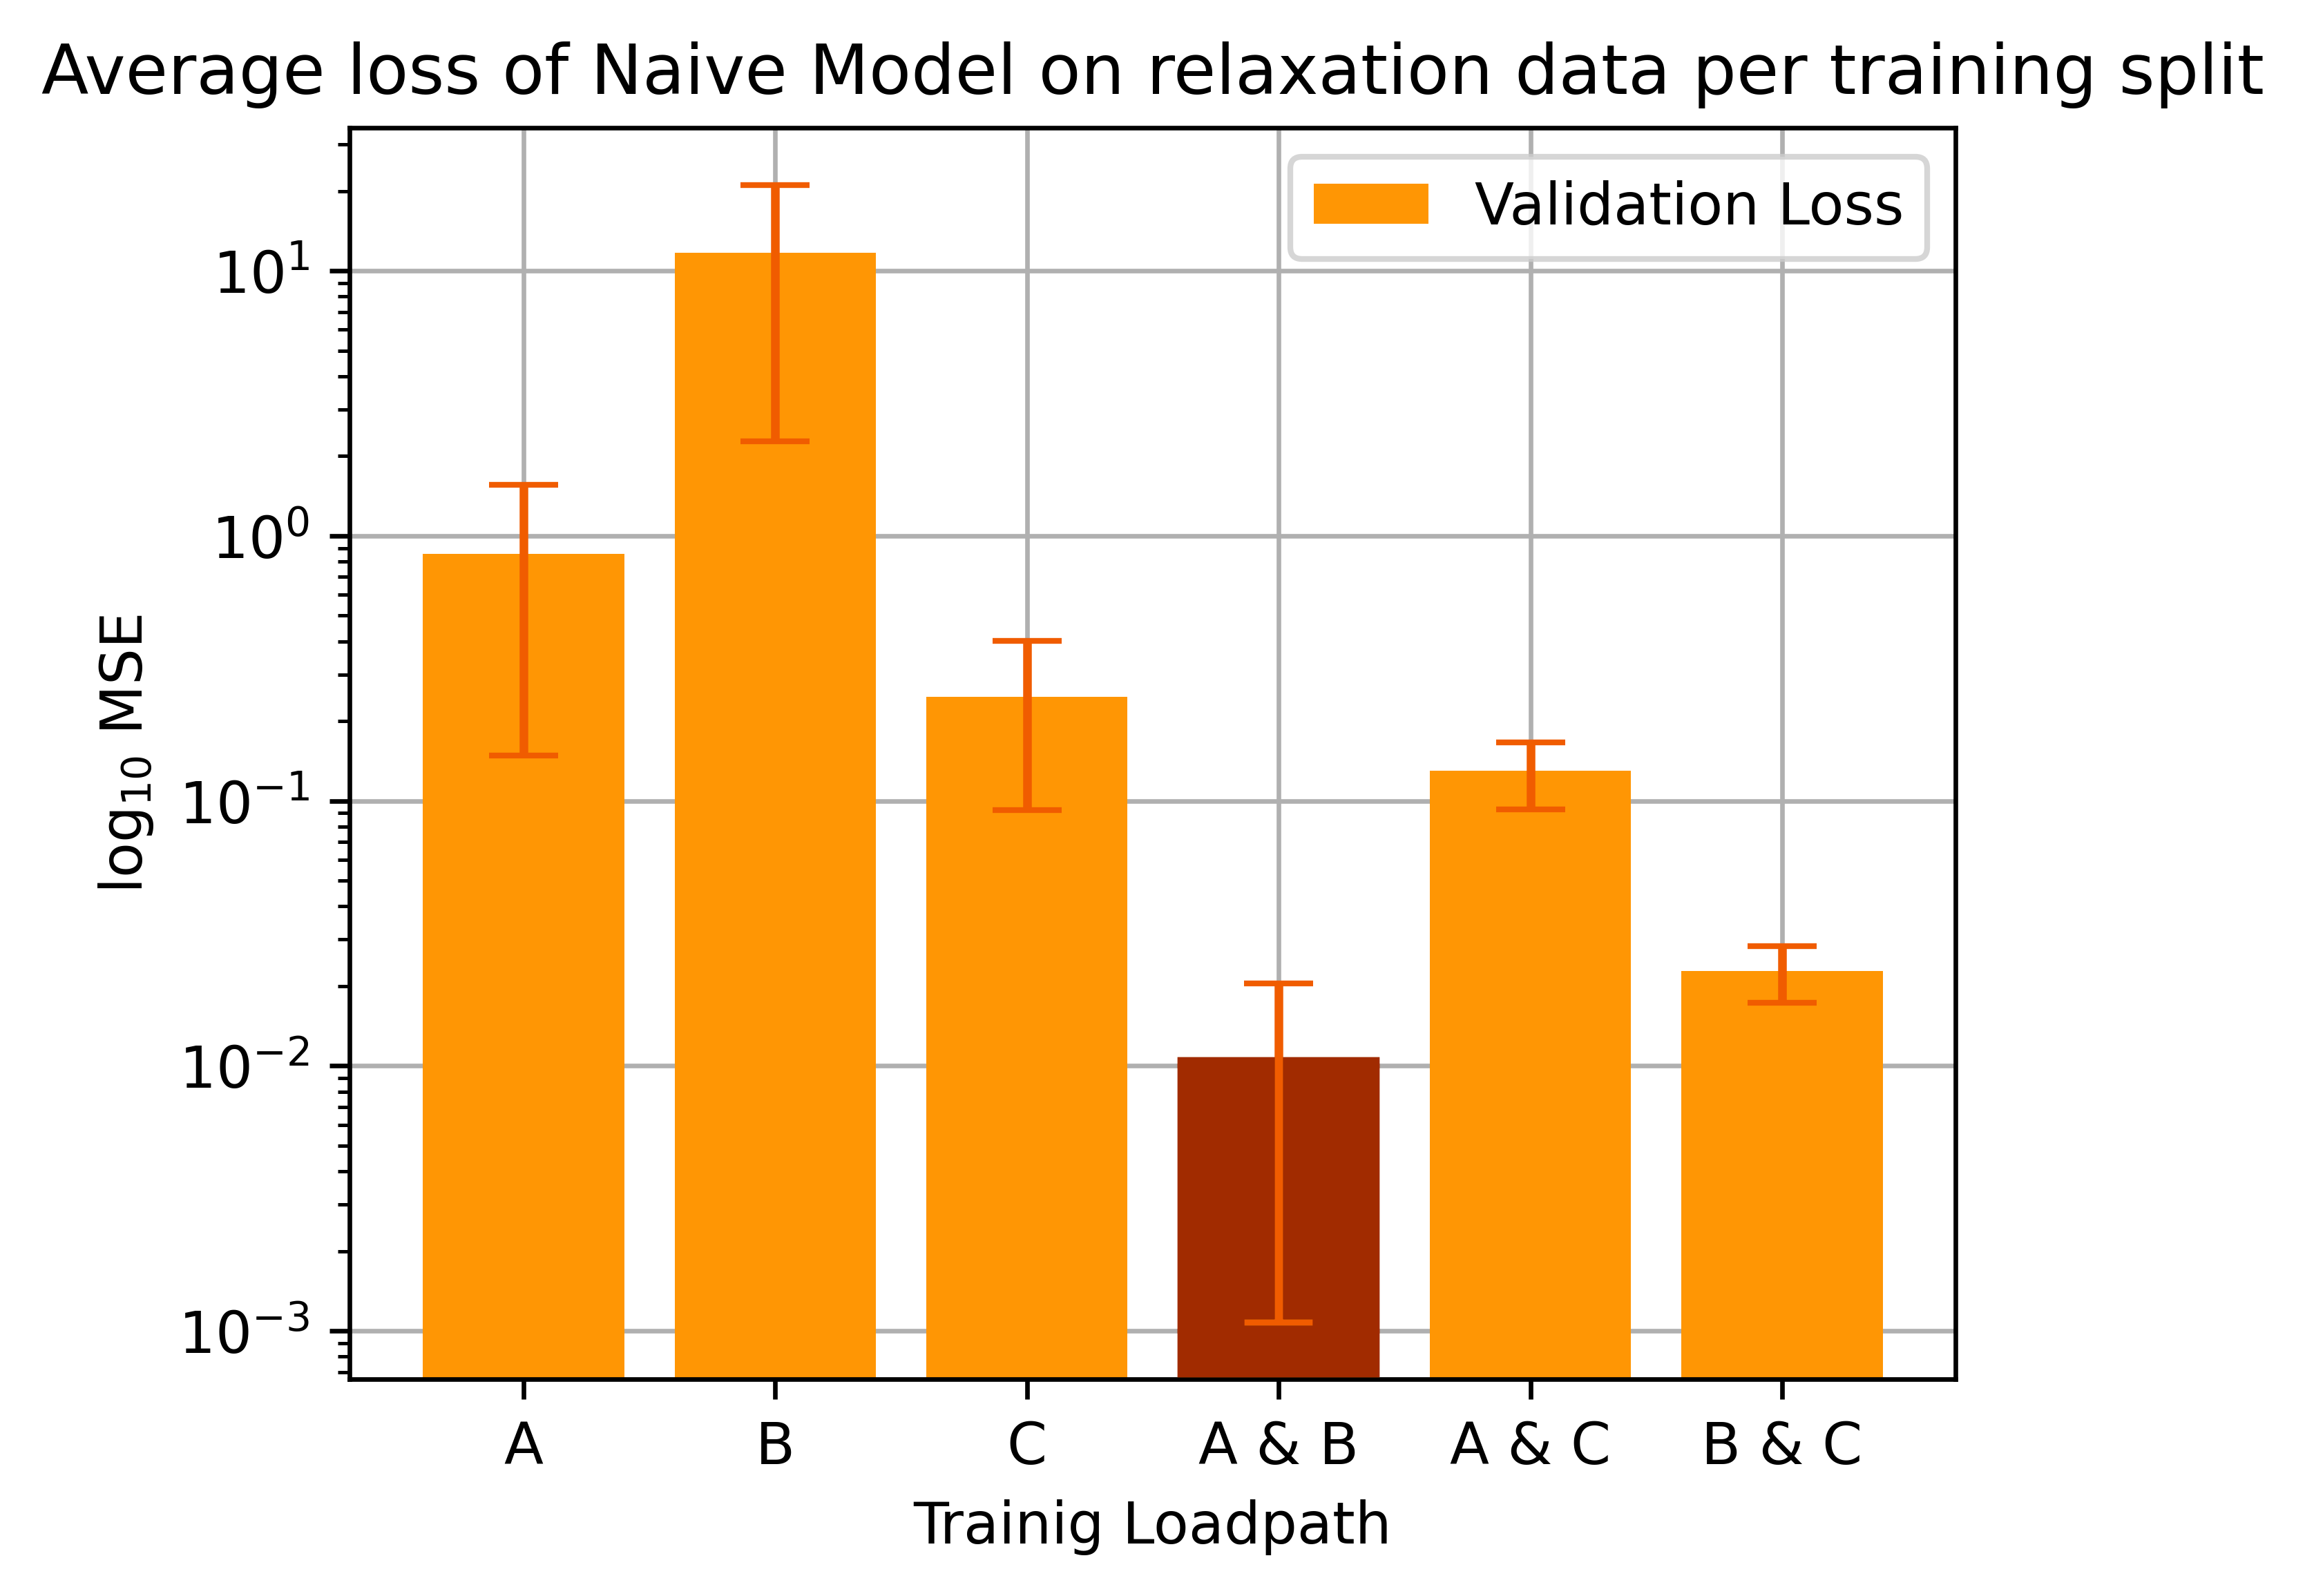 Average loss of Naive Model on relaxation data per training split
Validation Loss
10¹
10⁰
10⁻¹
10⁻²
10⁻³
log₁₀ MSE
A
B
C
A & B
A & C
B & C
Trainig Loadpath